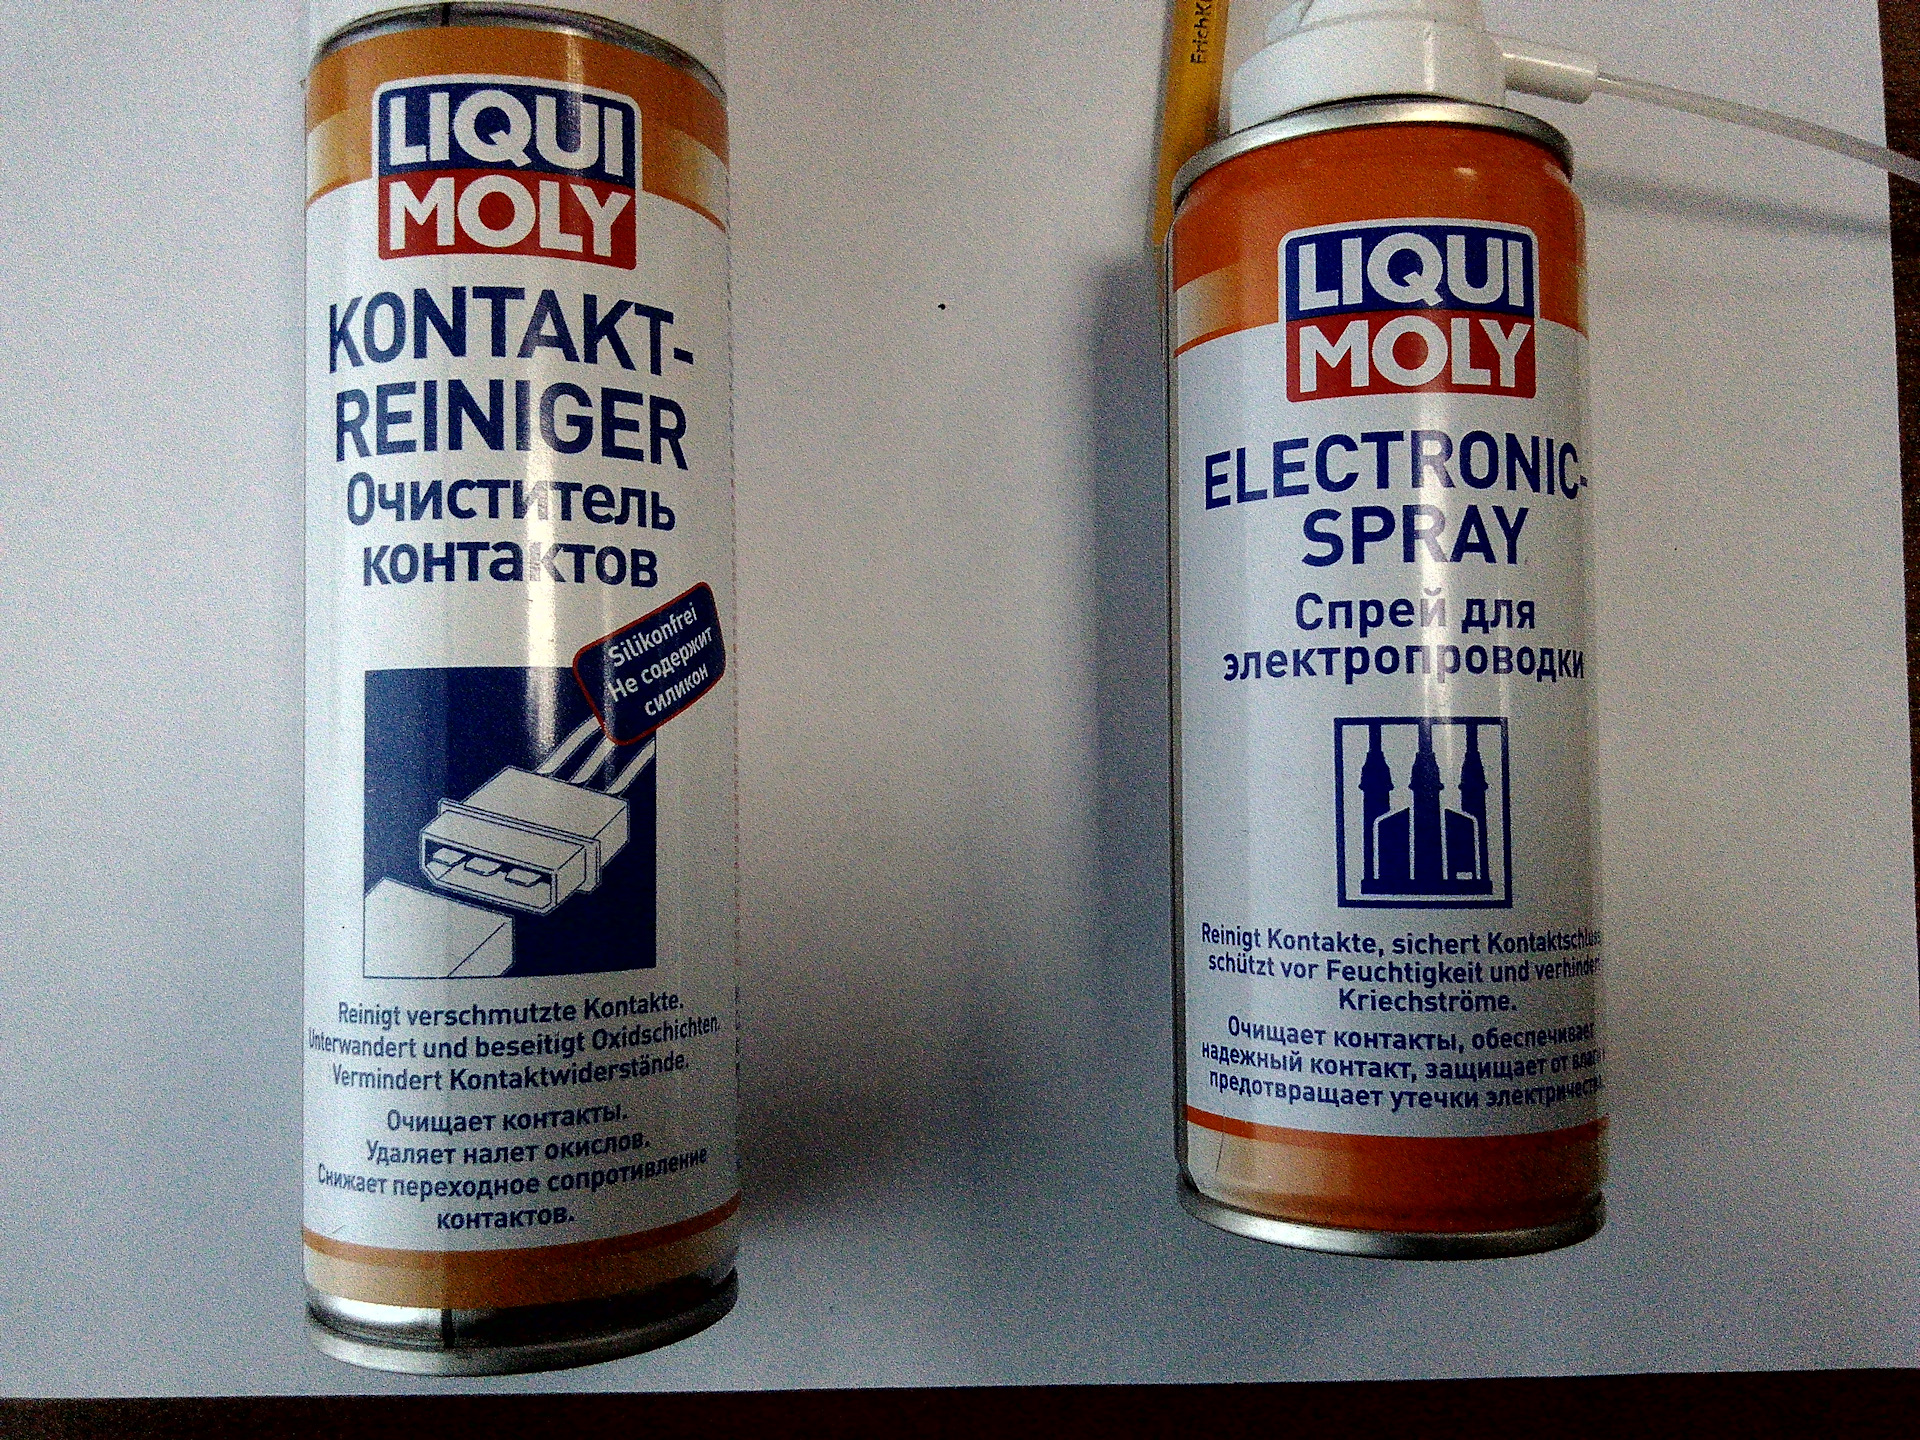 LIQUI
MOLY
KONTAKT-
REINIGER
Очиститель
контактов
Silikonfrei
Не содержит
силикон
Reinigt verschmutzte Kontakte.
Unterwandert und beseitigt Oxidschichten.
Vermindert Kontaktwiderstände.
Очищает контакты.
Удаляет налет окислов.
Снижает переходное сопротивление
контактов.
LIQUI
MOLY
ELECTRONIC-
SPRAY
Спрей для
электропроводки
Reinigt Kontakte, sichert
schützt vor Feuchtigkeit und
Kriechströme.
Очищает контакты, обеспечивает
надежный контакт, защищает от
предотвращает утечки